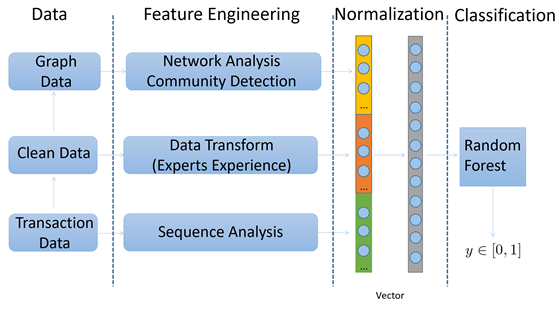 Data
Feature Engineering
Normalization
Classification
Graph
Data
Network Analysis
Community Detection
...
Clean Data
Data Transform
(Experts Experience)
...
Random
Forest
Transaction
Data
Sequence Analysis
...
y ∈ [0, 1]
Vector